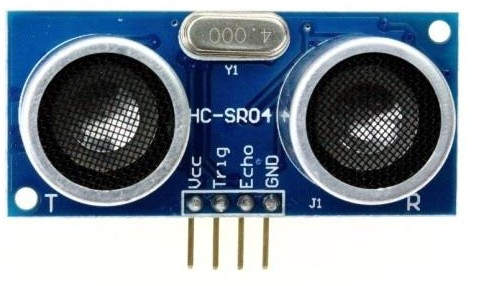 4.000
Y1
HC-SR04
Vcc
Trig
Echo
GND
T
J1
R